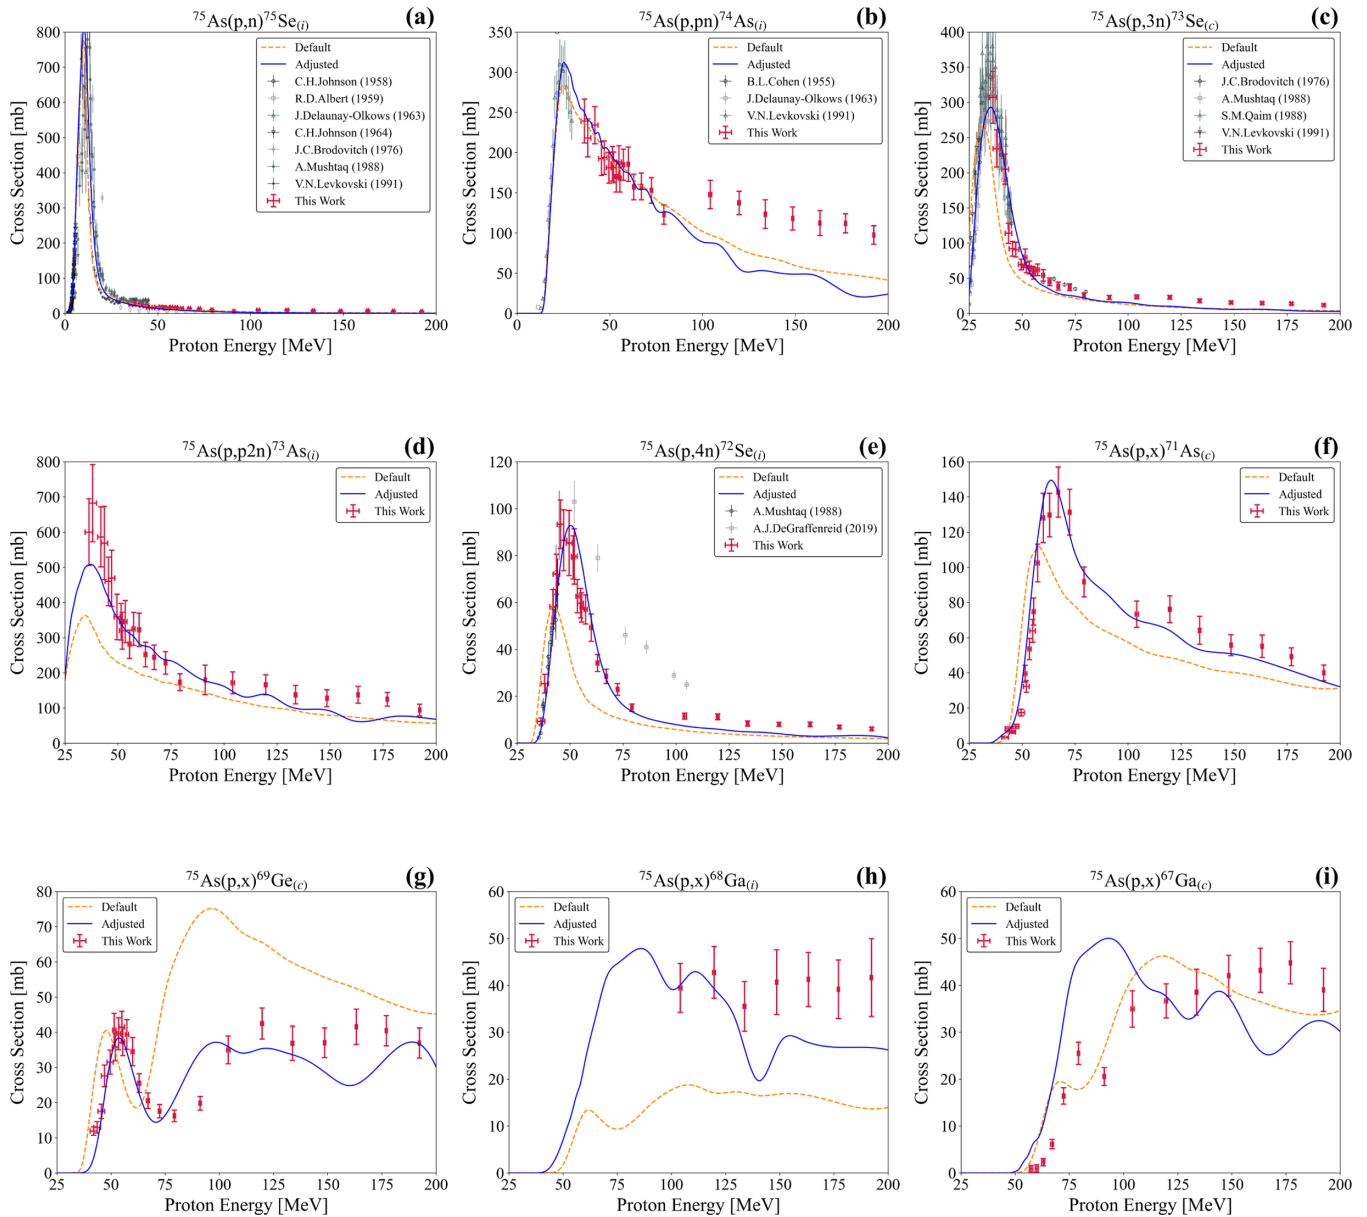 ⁷⁵As(p,n)⁷⁵Se(i)
(a)
800
700
600
500
400
300
200
100
0
Cross Section [mb]
Default
Adjusted
C.H.Johnson (1958)
R.D.Albert (1959)
J.Delaunay-Olkows (1963)
C.H.Johnson (1964)
J.C.Brodovitch (1976)
A.Mushtaq (1988)
V.N.Levkovski (1991)
This Work
0 50 100 150 200
Proton Energy [MeV]
⁷⁵As(p,pn)⁷⁴As(i)
(b)
350
300
250
200
150
100
50
0
Cross Section [mb]
Default
Adjusted
B.L.Cohen (1955)
J.Delaunay-Olkows (1963)
V.N.Levkovski (1991)
This Work
0 50 100 150 200
Proton Energy [MeV]
⁷⁵As(p,3n)⁷³Se(c)
(c)
400
350
300
250
200
150
100
50
0
Cross Section [mb]
Default
Adjusted
J.C.Brodovitch (1976)
A.Mushtaq (1988)
S.M.Qaim (1988)
V.N.Levkovski (1991)
This Work
25 50 75 100 125 150 175 200
Proton Energy [MeV]
⁷⁵As(p,p2n)⁷³As(i)
(d)
800
700
600
500
400
300
200
100
0
Cross Section [mb]
Default
Adjusted
This Work
25 50 75 100 125 150 175 200
Proton Energy [MeV]
⁷⁵As(p,4n)⁷²Se(i)
(e)
120
100
80
60
40
20
0
Cross Section [mb]
Default
Adjusted
A.Mushtaq (1988)
A.J.DeGraffenreid (2019)
This Work
25 50 75 100 125 150 175 200
Proton Energy [MeV]
⁷⁵As(p,x)⁷¹As(c)
(f)
160
140
120
100
80
60
40
20
0
Cross Section [mb]
Default
Adjusted
This Work
25 50 75 100 125 150 175 200
Proton Energy [MeV]
⁷⁵As(p,x)⁶⁹Ge(c)
(g)
80
70
60
50
40
30
20
10
0
Cross Section [mb]
Default
Adjusted
This Work
25 50 75 100 125 150 175 200
Proton Energy [MeV]
⁷⁵As(p,x)⁶⁸Ga(i)
(h)
60
50
40
30
20
10
0
Cross Section [mb]
Default
Adjusted
This Work
25 50 75 100 125 150 175 200
Proton Energy [MeV]
⁷⁵As(p,x)⁶⁷Ga(c)
(i)
60
50
40
30
20
10
0
Cross Section [mb]
Default
Adjusted
This Work
25 50 75 100 125 150 175 200
Proton Energy [MeV]